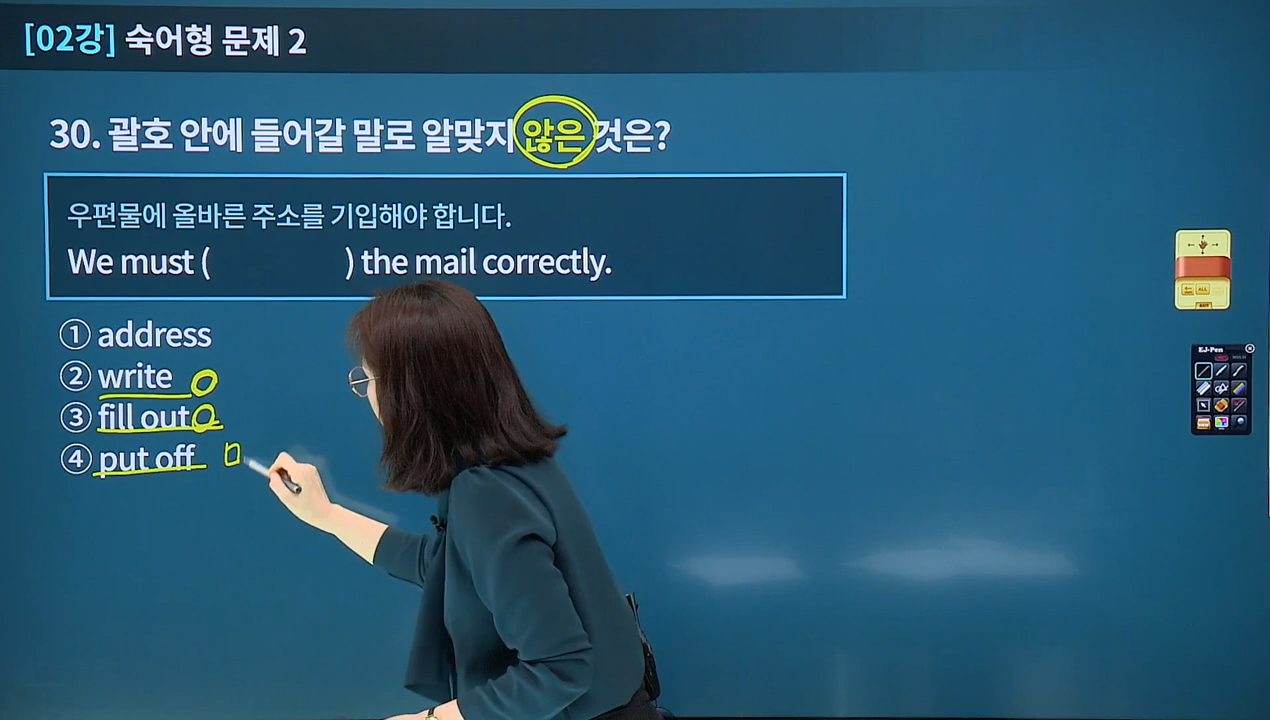 [02강] 숙어형 문제 2
30. 괄호 안에 들어갈 말로 알맞지 않은 것은?
우편물에 올바른 주소를 기입해야 합니다.
We must ( ) the mail correctly.
① address
② write
③ fill out
④ put off
EJ-Pen